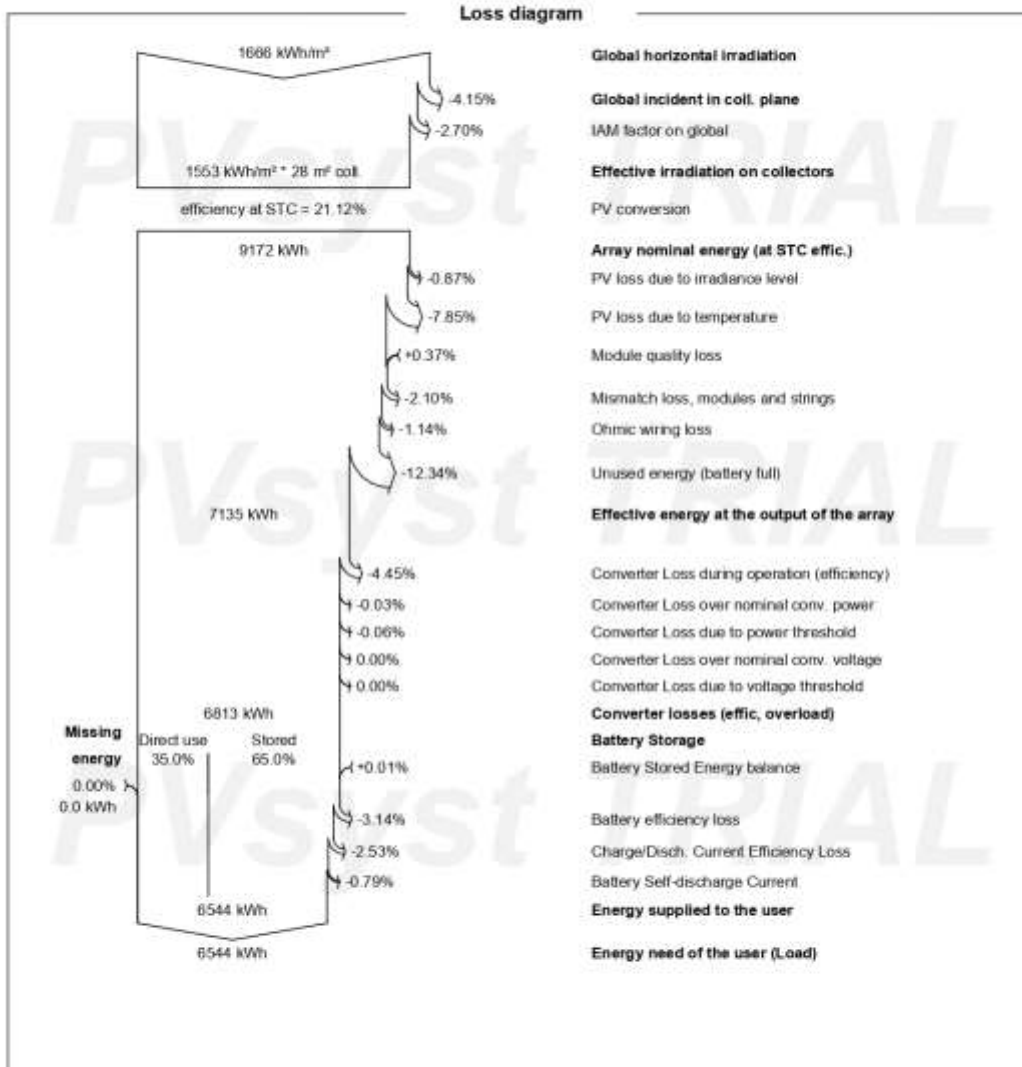 Loss diagram
1666 kWh/m²
Global horizontal irradiation
-4.15%
Global incident in coll. plane
-2.70%
IAM factor on global
1553 kWh/m² * 28 m² coll.
Effective irradiation on collectors
efficiency at STC = 21.12%
PV conversion
9172 kWh
Array nominal energy (at STC effic.)
-0.87%
PV loss due to irradiance level
-7.85%
PV loss due to temperature
+0.37%
Module quality loss
-2.10%
Mismatch loss, modules and strings
-1.14%
Ohmic wiring loss
-12.34%
Unused energy (battery full)
7135 kWh
Effective energy at the output of the array
-4.45%
Converter Loss during operation (efficiency)
-0.03%
Converter Loss over nominal conv. power
-0.06%
Converter Loss due to power threshold
0.00%
Converter Loss over nominal conv. voltage
0.00%
Converter Loss due to voltage threshold
6813 kWh
Converter losses (effic, overload)
Missing
energy
0.00%
0.0 kWh
Direct use
35.0%
Stored
65.0%
Battery Storage
+0.01%
Battery Stored Energy balance
-3.14%
Battery efficiency loss
-2.53%
Charge/Disch. Current Efficiency Loss
-0.79%
Battery Self-discharge Current
6544 kWh
Energy supplied to the user
6544 kWh
Energy need of the user (Load)
PVsyst TRIAL
PVsyst TRIAL
PVsyst TRIAL